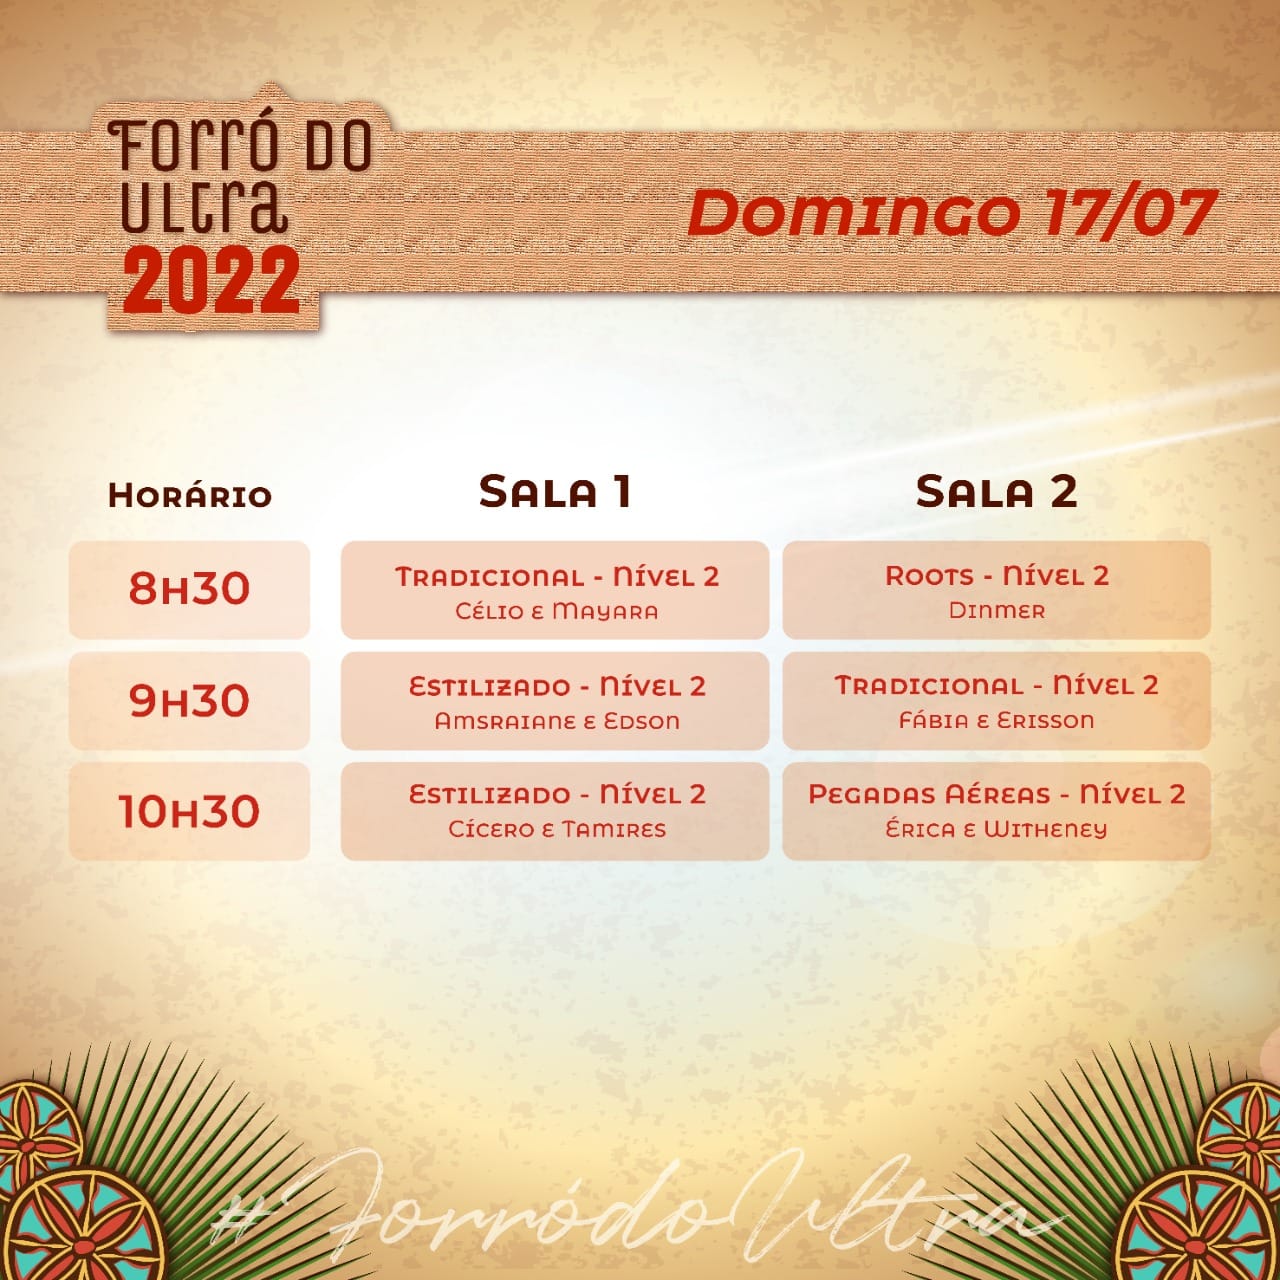 Forró do
Ultra
2022
Domingo 17/07
Horário
Sala 1
Sala 2
8h30
Tradicional - Nível 2
Célio e Mayara
Roots - Nível 2
Dinmer
9h30
Estilizado - Nível 2
Amsraiane e Edson
Tradicional - Nível 2
Fábia e Erisson
10h30
Estilizado - Nível 2
Cícero e Tamires
Pegadas Aéreas - Nível 2
Érica e Witheney
#ForródoUltra